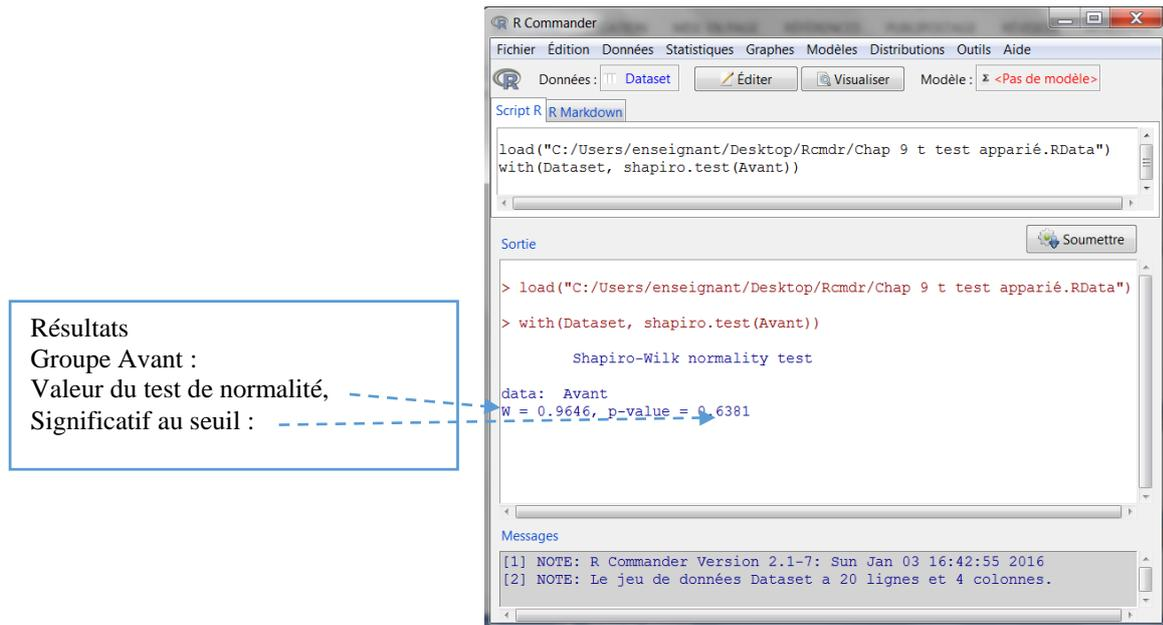 R Commander
Fichier Édition Données Statistiques Graphes Modèles Distributions Outils Aide
Données : Dataset Éditer Visualiser Modèle : Σ <Pas de modèle>
Script R R Markdown
load("C:/Users/enseignant/Desktop/Rcmdr/Chap 9 t test apparié.RData")
with(Dataset, shapiro.test(Avant))
Sortie Soumettre
> load("C:/Users/enseignant/Desktop/Rcmdr/Chap 9 t test apparié.RData")
> with(Dataset, shapiro.test(Avant))
Shapiro-Wilk normality test
data: Avant
W = 0.9646, p-value = 0.6381
Résultats
Groupe Avant :
Valeur du test de normalité,
Significatif au seuil :
Messages
[1] NOTE: R Commander Version 2.1-7: Sun Jan 03 16:42:55 2016
[2] NOTE: Le jeu de données Dataset a 20 lignes et 4 colonnes.